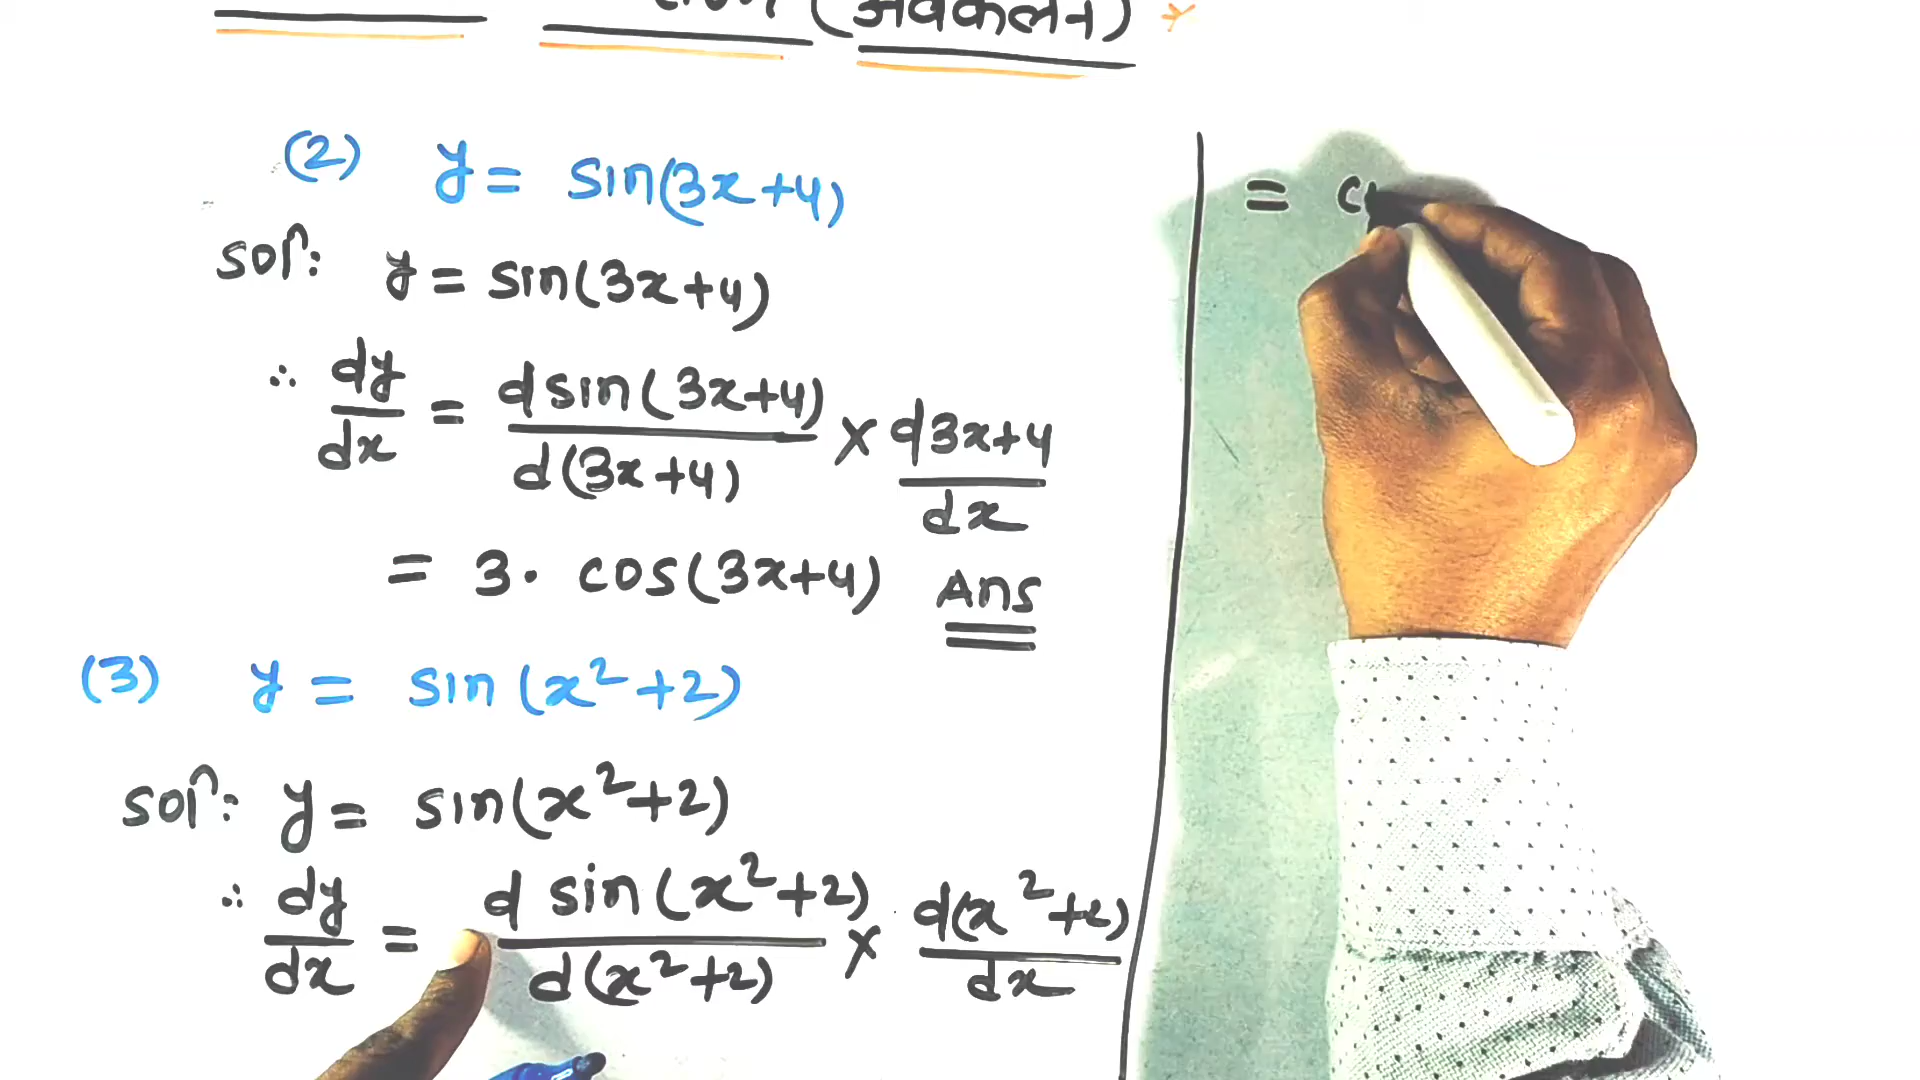 (अवकलन)
(2) y = sin(3x+4)
solⁿ: y = sin(3x+4)
∴ dy/dx = d sin(3x+4)/d(3x+4) × d3x+4/dx
= 3· cos(3x+4) Ans
(3) y = sin(x²+2)
solⁿ: y = sin(x²+2)
∴ dy/dx = d sin(x²+2)/d(x²+2) × d(x²+2)/dx
= c